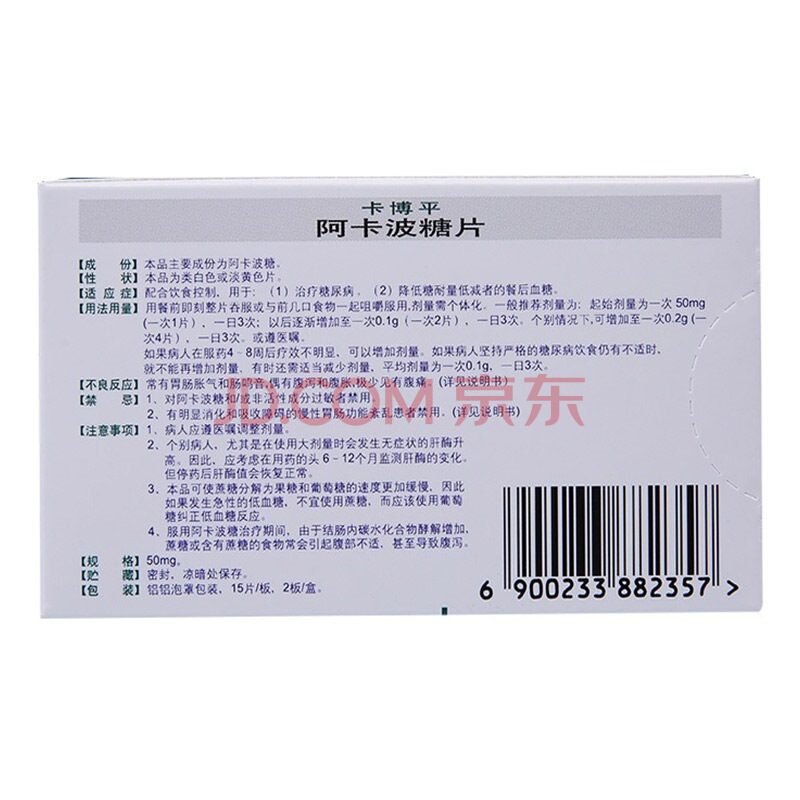 卡博平
阿卡波糖片
【成 份】本品主要成份为阿卡波糖。
【性 状】本品为类白色或淡黄色片。
【适应症】配合饮食控制，用于：（1）治疗糖尿病。（2）降低糖耐量低减者的餐后血糖。
【用法用量】用餐前即刻整片吞服或与前几口食物一起咀嚼服用,剂量需个体化。一般推荐剂量为：起始剂量为一次 50mg
(一次1片），一日3次；以后逐渐增加至一次0.1g（一次2片），一日3次。个别情况下,可增加至一次0.2g (一
次4片），一日3次。或遵医嘱。
如果病人在服药4－8周后疗效不明显，可以增加剂量。如果病人坚持严格的糖尿病饮食仍有不适时，
就不能再增加剂量，有时还需适当减少剂量，平均剂量为一次0.1g，一日3次。
【不良反应】常有胃肠胀气和肠鸣音，偶有腹泻和腹胀，极少见有腹痛。（详见说明书）
【禁 忌】1. 对阿卡波糖和/或非活性成分过敏者禁用。
2. 有明显消化和吸收障碍的慢性胃肠功能紊乱患者禁用。（详见说明书）
【注意事项】1、病人应遵医嘱调整剂量。
2、个别病人，尤其是在使用大剂量时会发生无症状的肝酶升
高。因此，应考虑在用药的头 6－12个月监测肝酶的变化。
但停药后肝酶值会恢复正常。
3、本品可使蔗糖分解为果糖和葡萄糖的速度更加缓慢，因此
如果发生急性的低血糖，不宜使用蔗糖，而应该使用葡萄
糖纠正低血糖反应。
4、服用阿卡波糖治疗期间，由于结肠内碳水化合物酵解增加，
蔗糖或含有蔗糖的食物常会引起腹部不适，甚至导致腹泻。
【规 格】50mg。
【贮 藏】密封，凉暗处保存。
【包 装】铝铝泡罩包装，15片/板，2板/盒。
6 900233 882357 >
JD.COM 京东